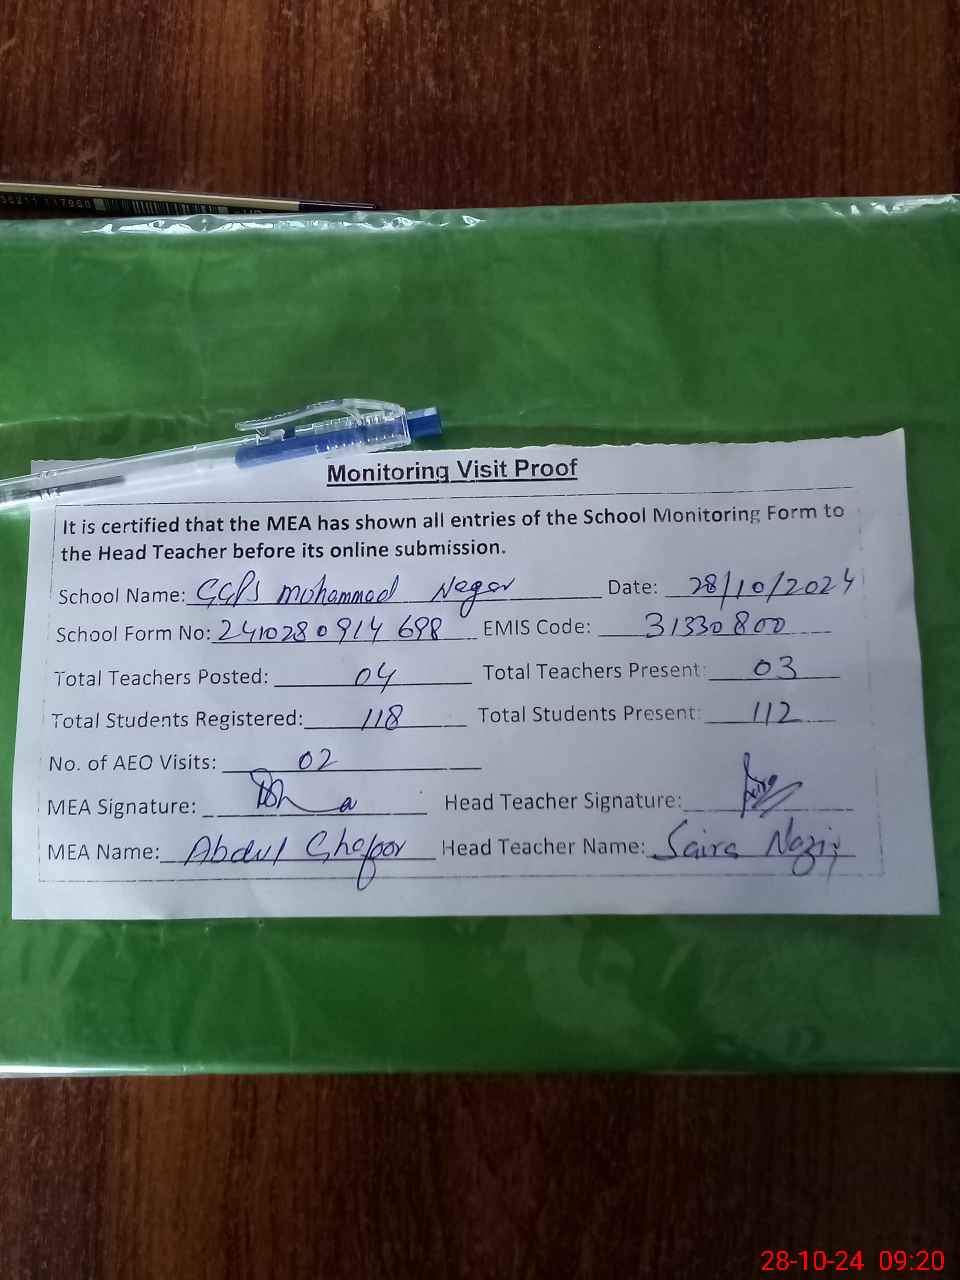 Monitoring Visit Proof
It is certified that the MEA has shown all entries of the School Monitoring Form to
the Head Teacher before its online submission.
School Name: GGPS Mohammad Nagar Date: 28/10/2024
School Form No: 2410280914698 EMIS Code: 31330800
Total Teachers Posted: 04 Total Teachers Present: 03
Total Students Registered: 118 Total Students Present: 112
No. of AEO Visits: 02
MEA Signature: Head Teacher Signature:
MEA Name: Abdul Ghafoor Head Teacher Name: Saira Nazir
28-10-24 09:20